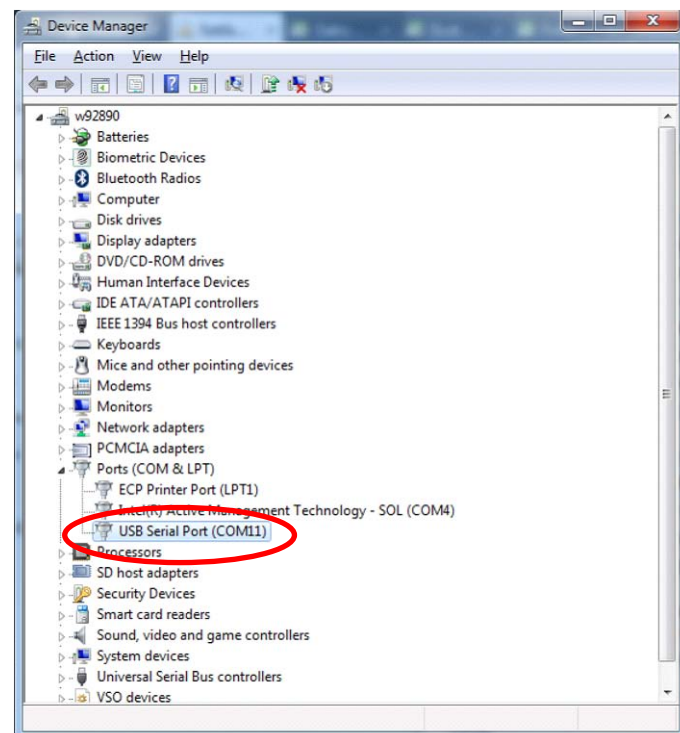 Device Manager
File Action View Help
w92890
Batteries
Biometric Devices
Bluetooth Radios
Computer
Disk drives
Display adapters
DVD/CD-ROM drives
Human Interface Devices
IDE ATA/ATAPI controllers
IEEE 1394 Bus host controllers
Keyboards
Mice and other pointing devices
Modems
Monitors
Network adapters
PCMCIA adapters
Ports (COM & LPT)
ECP Printer Port (LPT1)
Intel(R) Active Management Technology - SOL (COM4)
USB Serial Port (COM11)
Processors
SD host adapters
Security Devices
Smart card readers
Sound, video and game controllers
System devices
Universal Serial Bus controllers
VSO devices